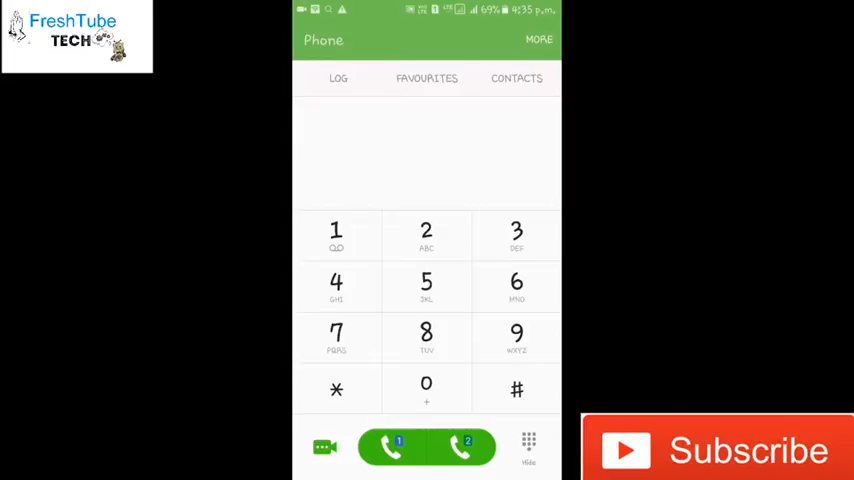 FreshTube
TECH
LTE 69% 4:35 p.m.
Phone
MORE
LOG
FAVOURITES
CONTACTS
1
2
ABC
3
DEF
4
GHI
5
JKL
6
MNO
7
PQRS
8
TUV
9
WXYZ
*
0
+
#
1
2
Hide
Subscribe